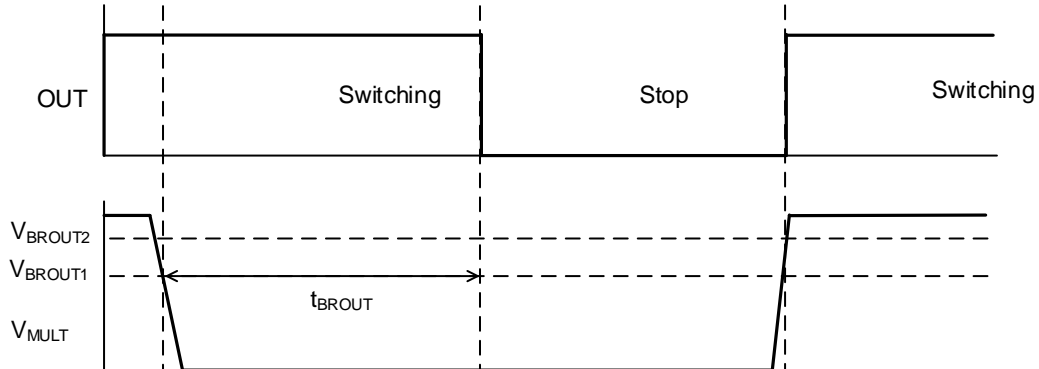 OUT
Switching
Stop
Switching
VBROUT2
VBROUT1
tBROUT
VMULT